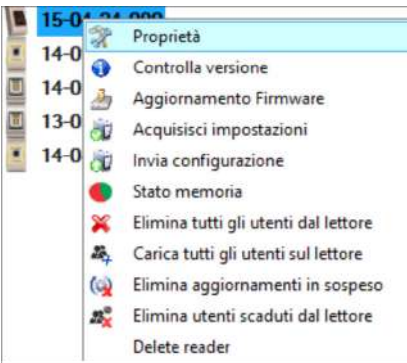 15-04-24-000
Proprietà
14-0
Controlla versione
14-0
Aggiornamento Firmware
13-0
Acquisisci impostazioni
14-0
Invia configurazione
Stato memoria
Elimina tutti gli utenti dal lettore
Carica tutti gli utenti sul lettore
Elimina aggiornamenti in sospeso
Elimina utenti scaduti dal lettore
Delete reader